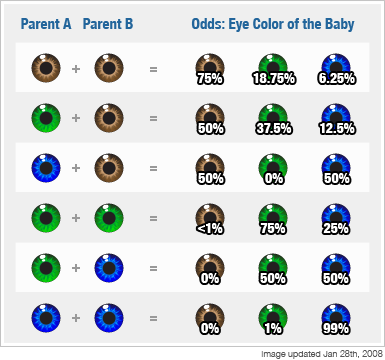 Parent A Parent B Odds: Eye Color of the Baby
+ = 75% 18.75% 6.25%
+ = 50% 37.5% 12.5%
+ = 50% 0% 50%
+ = <1% 75% 25%
+ = 0% 50% 50%
+ = 0% 1% 99%
Image updated Jan 28th, 2008